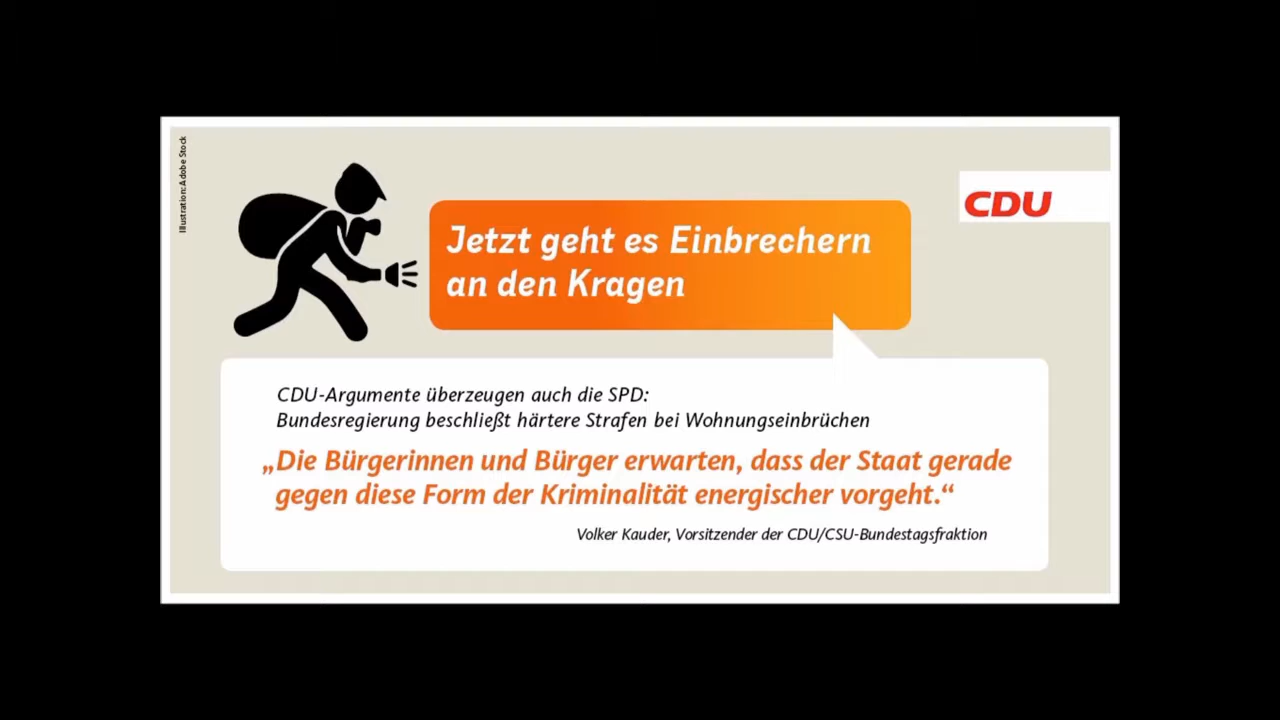 Illustration: Adobe Stock
CDU
Jetzt geht es Einbrechern
an den Kragen
CDU-Argumente überzeugen auch die SPD:
Bundesregierung beschließt härtere Strafen bei Wohnungseinbrüchen
„Die Bürgerinnen und Bürger erwarten, dass der Staat gerade
gegen diese Form der Kriminalität energischer vorgeht.“
Volker Kauder, Vorsitzender der CDU/CSU-Bundestagsfraktion